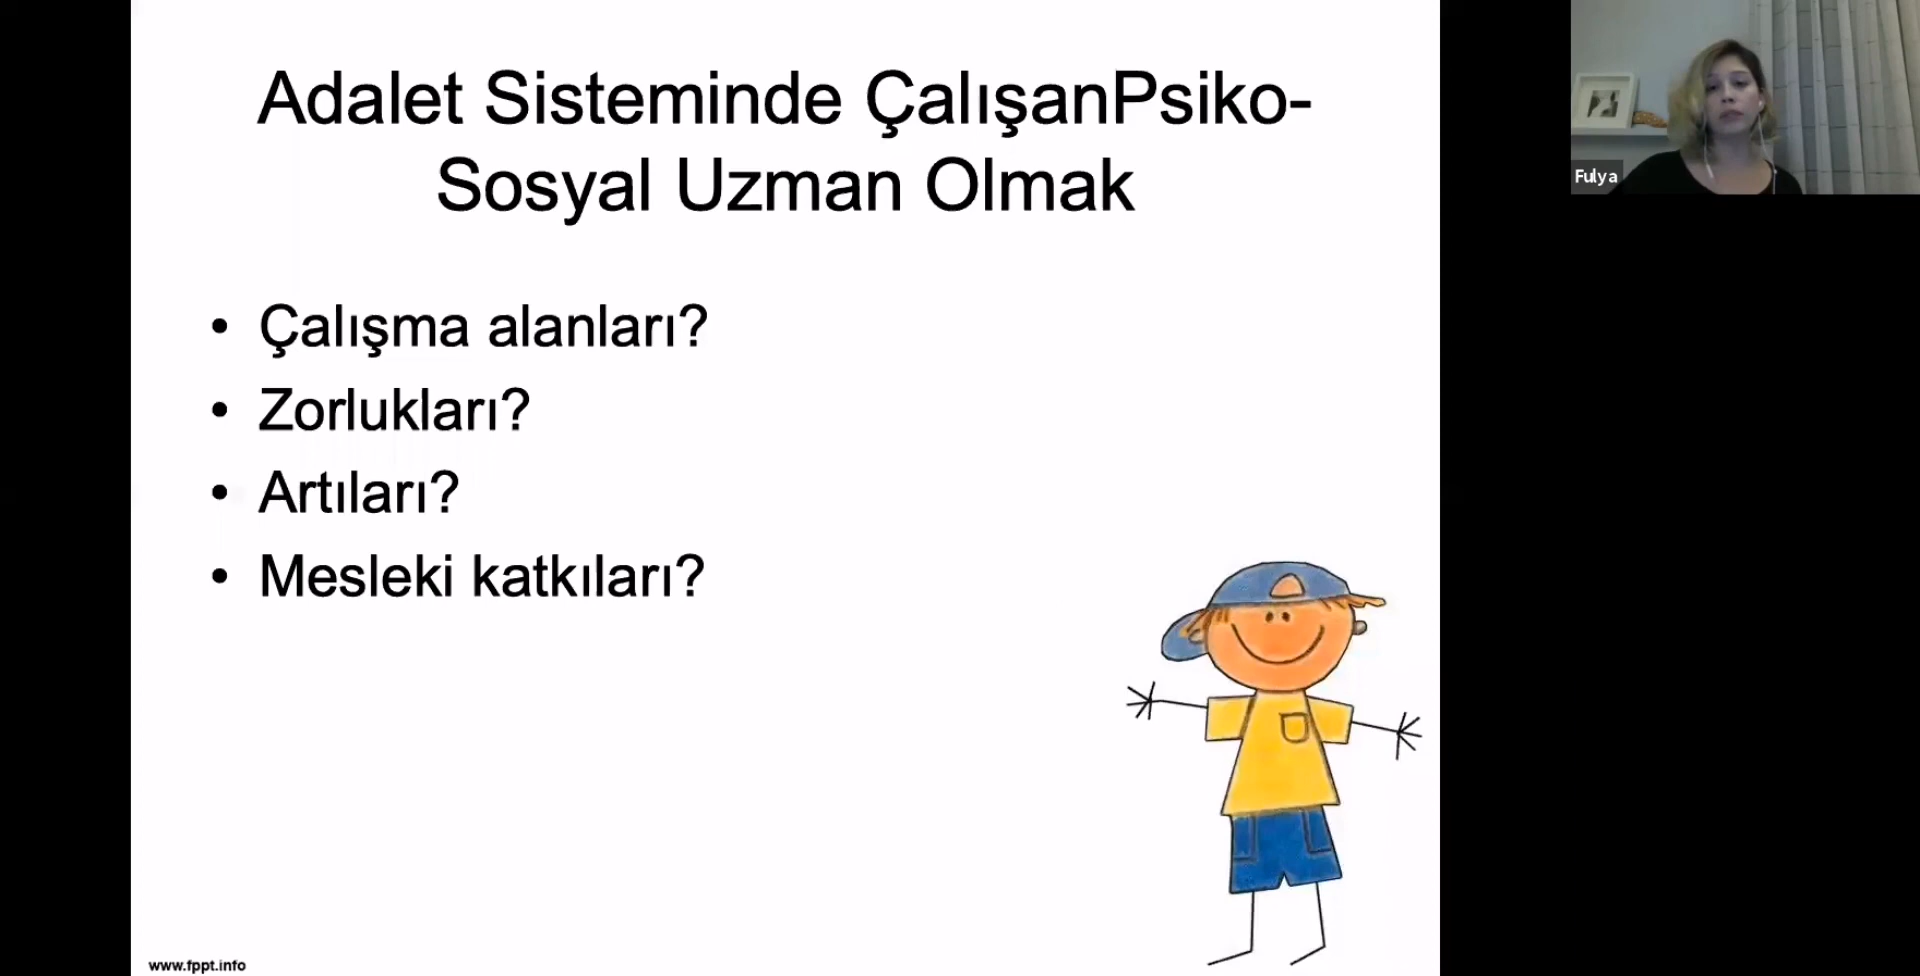 Adalet Sisteminde ÇalışanPsiko-
Sosyal Uzman Olmak
• Çalışma alanları?
• Zorlukları?
• Artıları?
• Mesleki katkıları?
www.fppt.info
Fulya